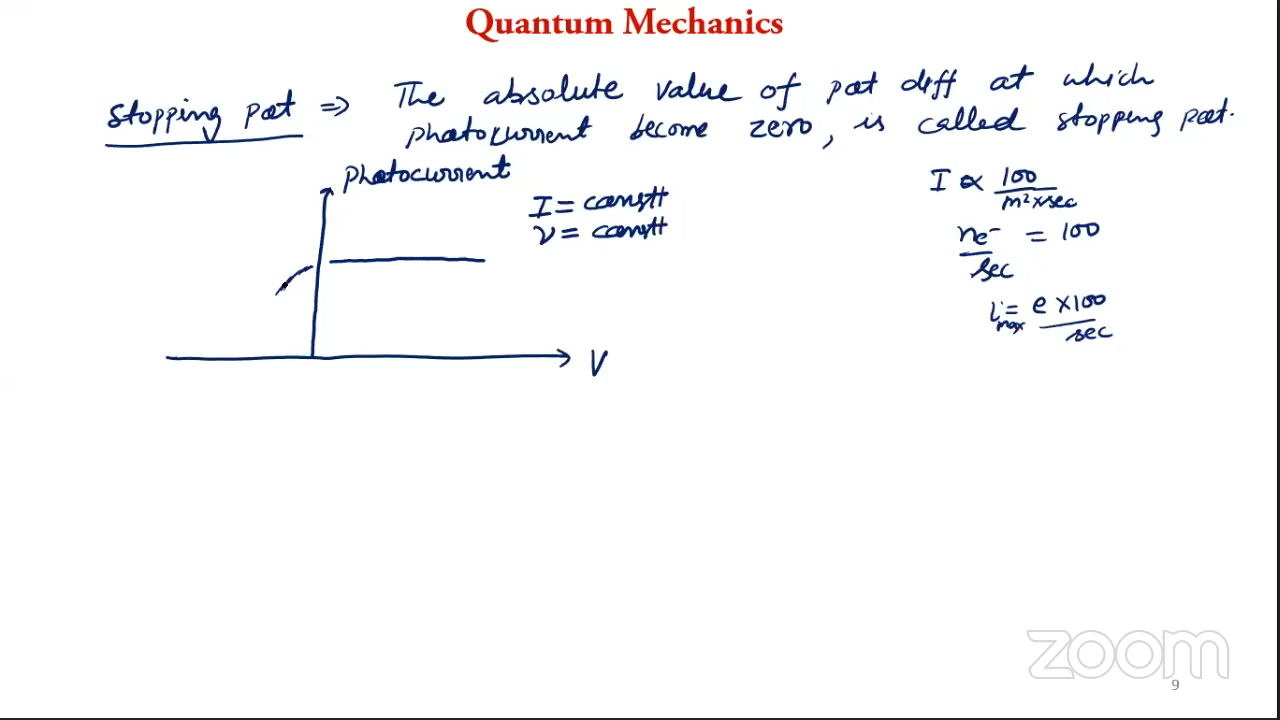 Quantum Mechanics
Stopping pot ⇒ The absolute value of pot diff at which
photocurrent become zero, is called stopping pot.
Photocurrent
I = constt
ν = constt
V
I ∝ 100 / m² × sec
ne⁻ / sec = 100
i max = e × 100 / sec
zoom
9